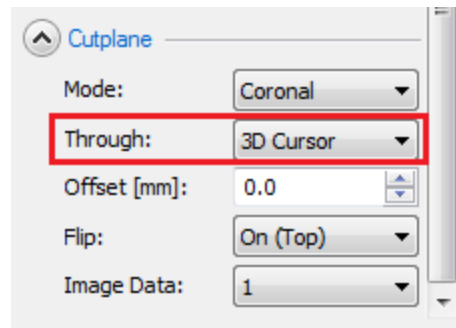 Cutplane
Mode: Coronal
Through: 3D Cursor
Offset [mm]: 0.0
Flip: On (Top)
Image Data: 1